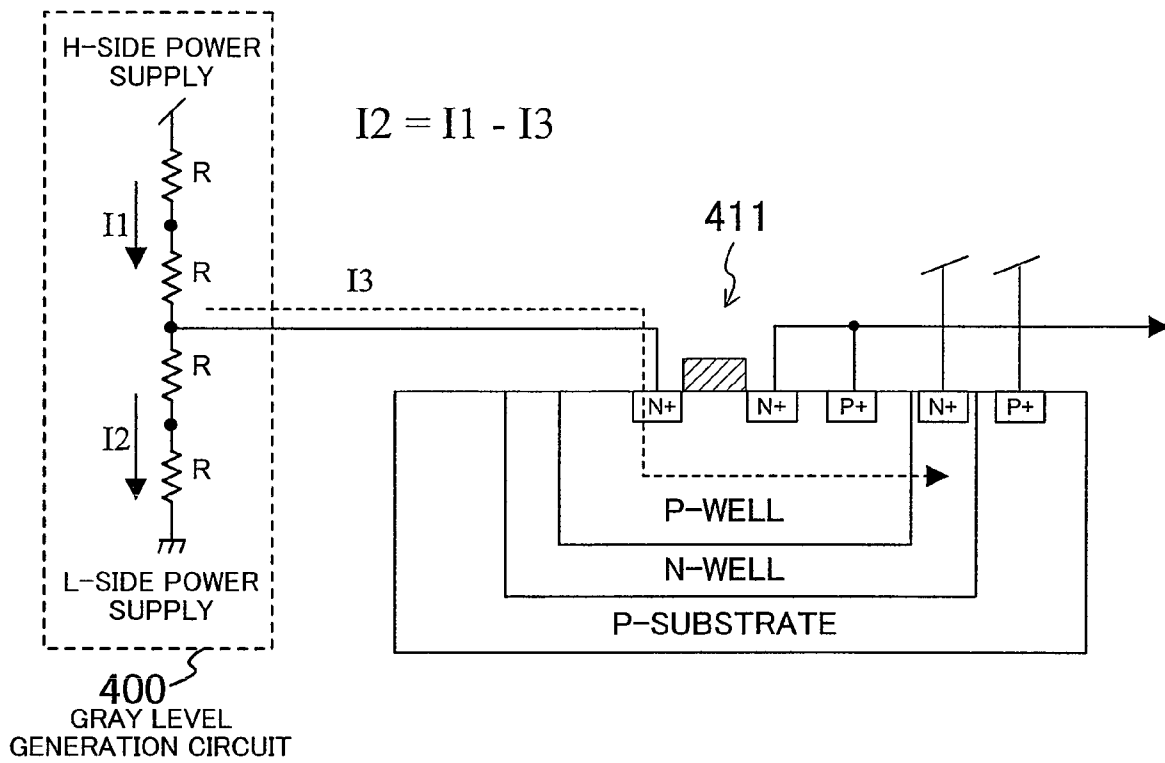 H-SIDE POWER
SUPPLY
I2 = I1 - I3
R
I1
R
I3
411
R
I2
R
N+
N+
P+
N+
P+
P-WELL
N-WELL
P-SUBSTRATE
L-SIDE POWER
SUPPLY
400
GRAY LEVEL
GENERATION CIRCUIT